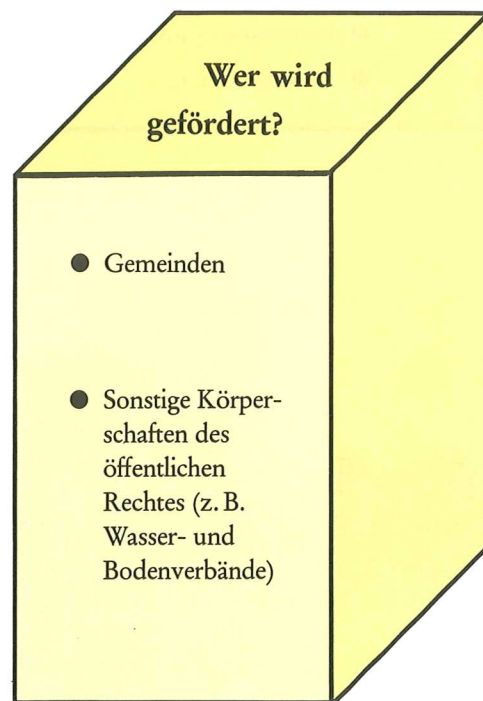 Wer wird
gefördert?
● Gemeinden
● Sonstige Körper-
schaften des
öffentlichen
Rechtes (z. B.
Wasser- und
Bodenverbände)